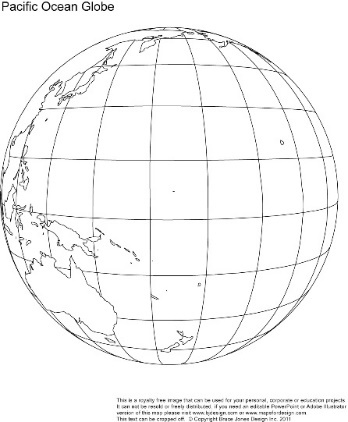 Pacific Ocean Globe
This is a royalty free image that can be used for your personal, corporate or education projects
It can not be resold or freely distributed. If you need an editable PowerPoint or Adobe Illustrator
version of this map please visit www.bjdesign.com or www.mapsfordesign.com
This text can be cropped off. © Copyright Bruce Jones Design Inc. 2011